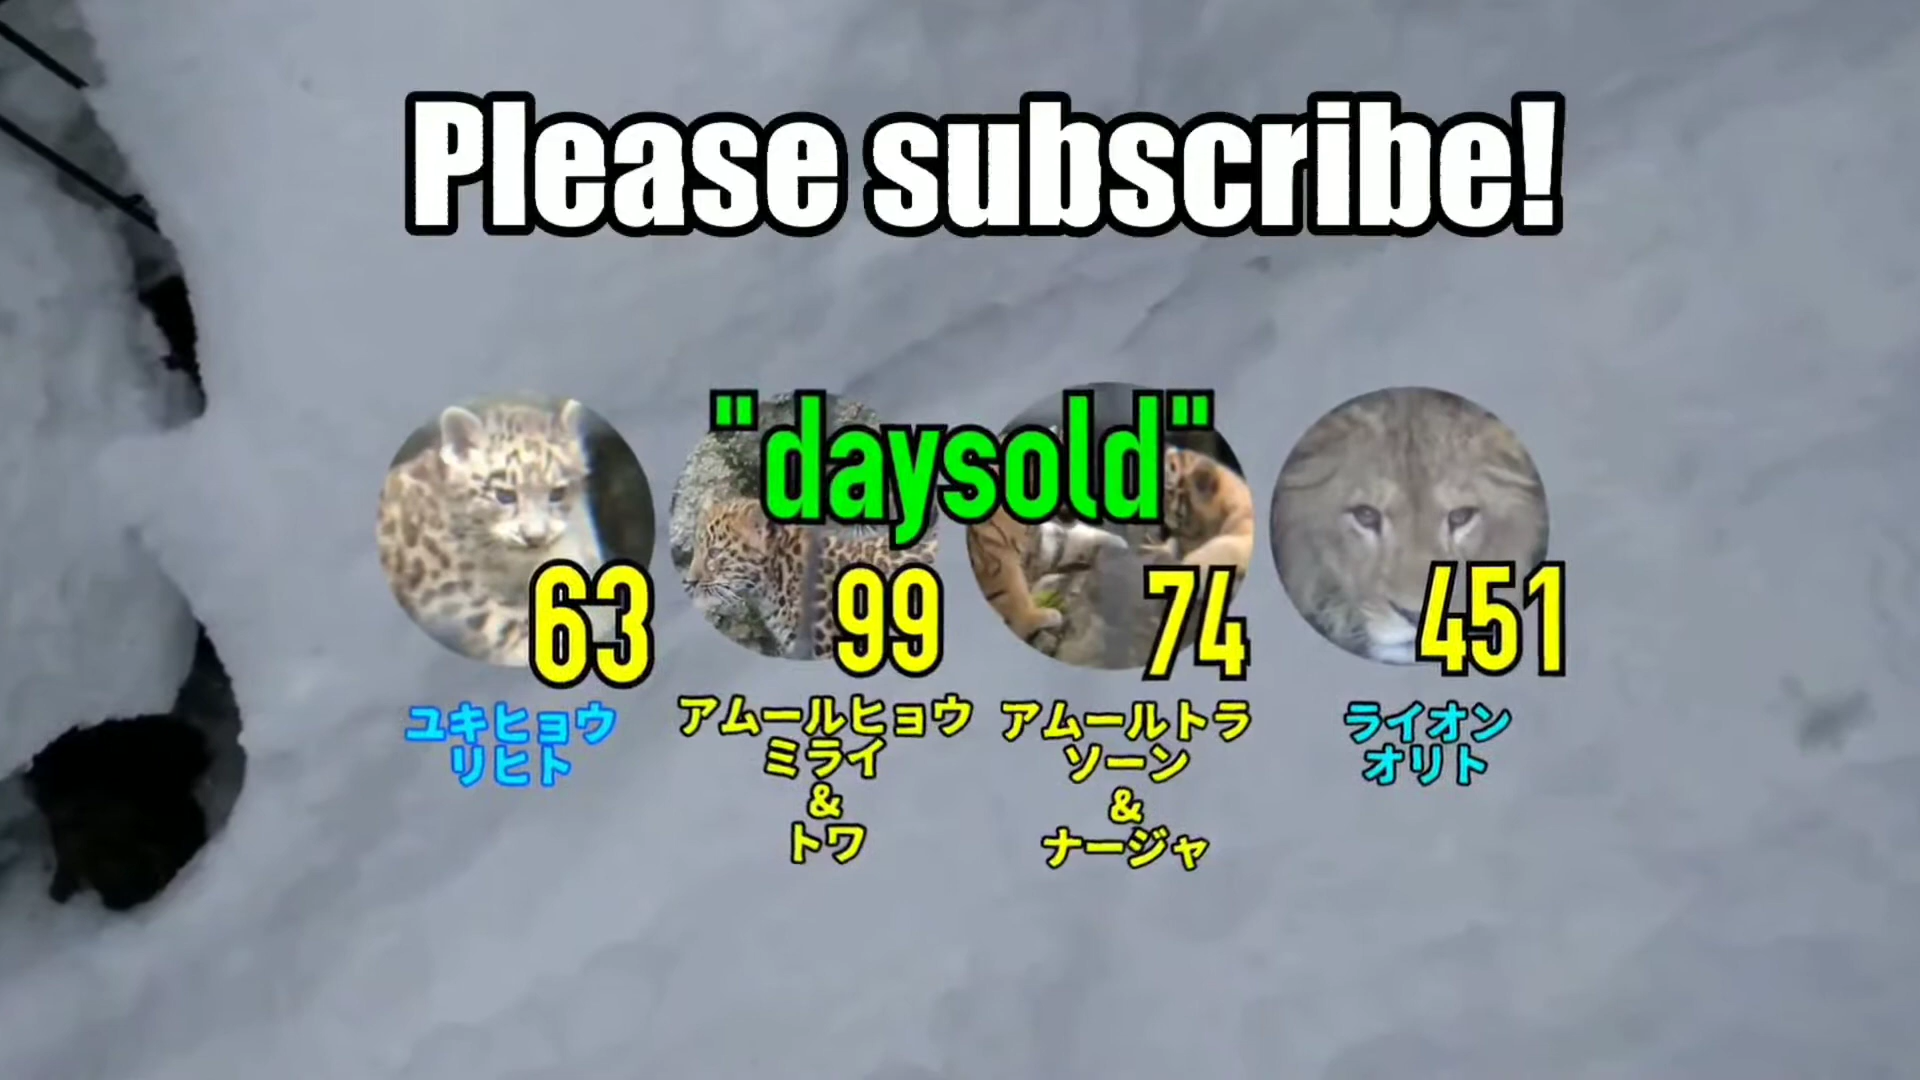 Please subscribe!
"daysold"
63
99
74
451
ユキヒョウ
リヒト
アムールヒョウ
ミライ
&
トワ
アムールトラ
ソーン
&
ナージャ
ライオン
オリト